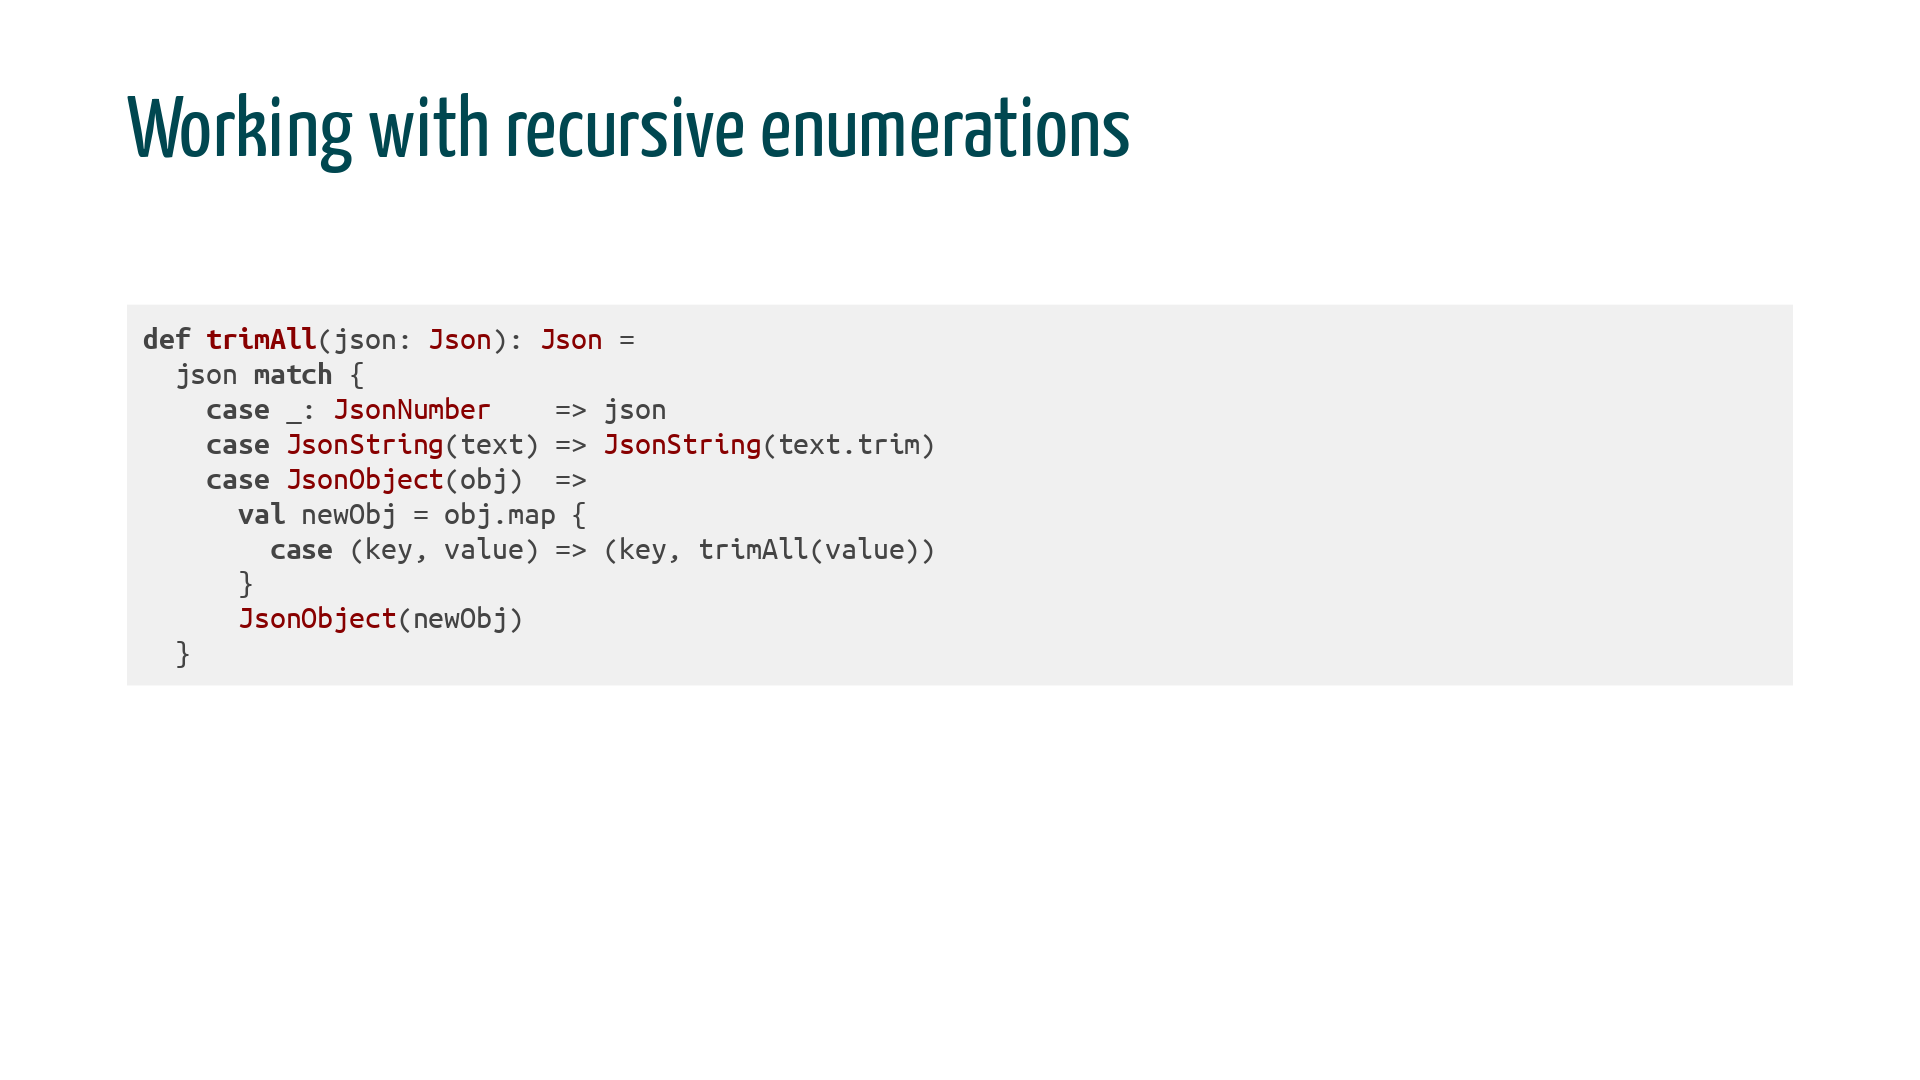 Working with recursive enumerations
def trimAll(json: Json): Json =
  json match {
    case _: JsonNumber    => json
    case JsonString(text) => JsonString(text.trim)
    case JsonObject(obj)  =>
      val newObj = obj.map {
        case (key, value) => (key, trimAll(value))
      }
      JsonObject(newObj)
  }